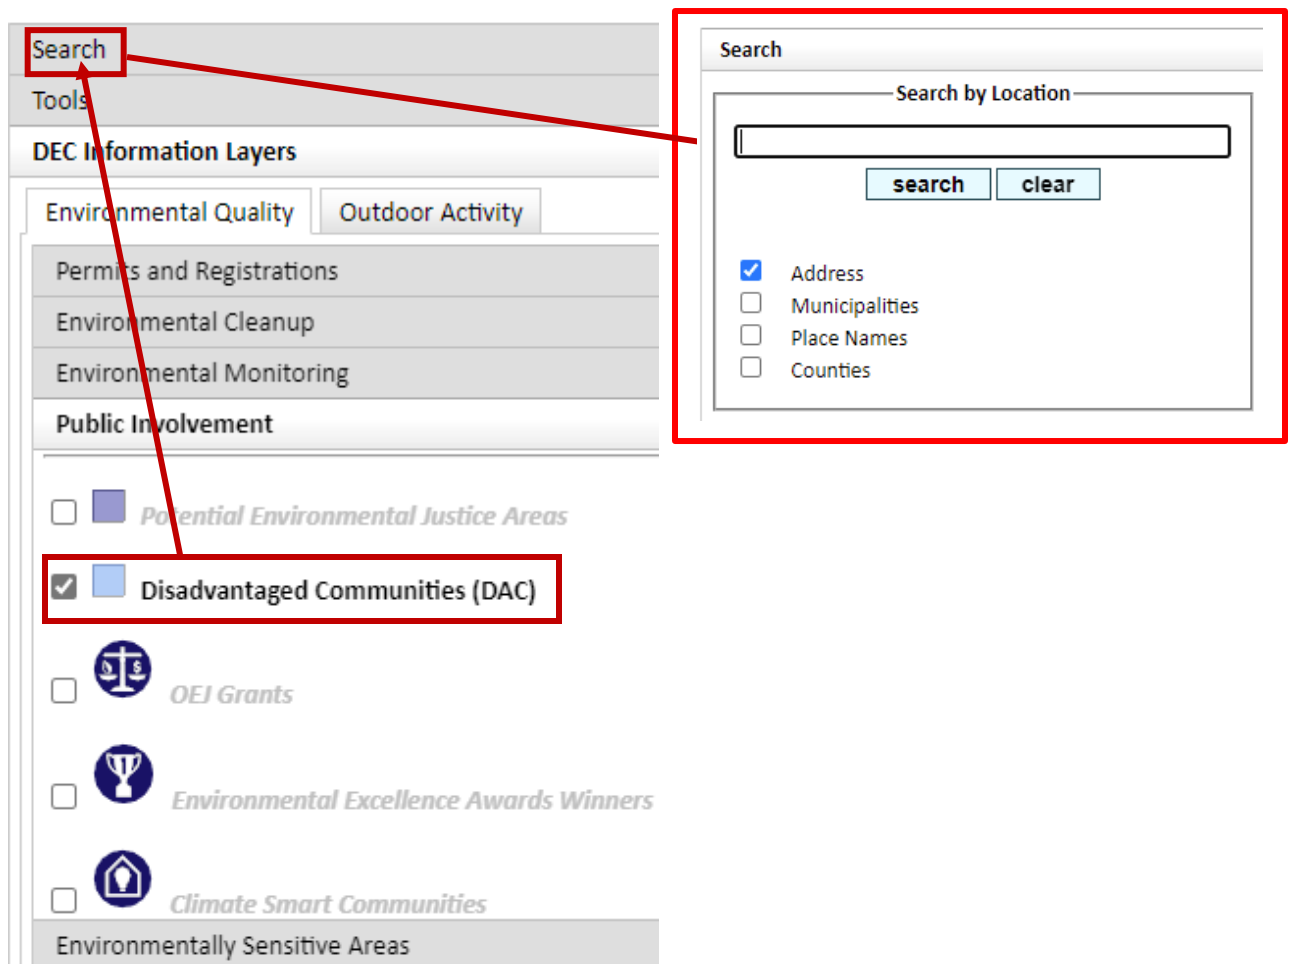 Search
Tools
DEC Information Layers
Environmental Quality
Outdoor Activity
Permits and Registrations
Environmental Cleanup
Environmental Monitoring
Public Involvement
Potential Environmental Justice Areas
Disadvantaged Communities (DAC)
OEJ Grants
Environmental Excellence Awards Winners
Climate Smart Communities
Environmentally Sensitive Areas
Search
Search by Location
search
clear
Address
Municipalities
Place Names
Counties